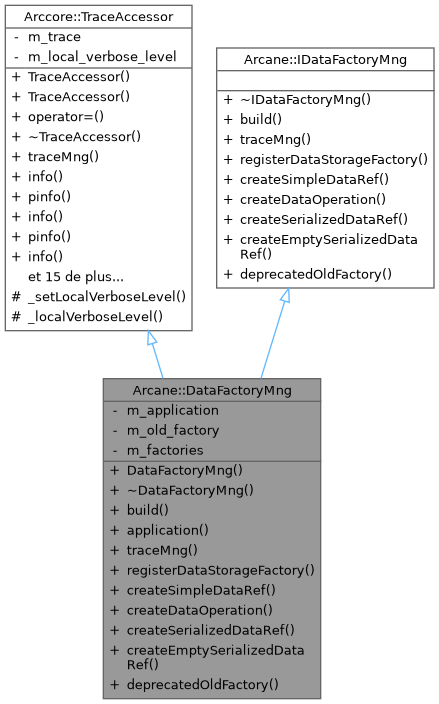 Arccore::TraceAccessor
- m_trace
- m_local_verbose_level
+ TraceAccessor()
+ TraceAccessor()
+ operator=()
+ ~TraceAccessor()
+ traceMng()
+ info()
+ pinfo()
+ info()
+ pinfo()
+ info()
et 15 de plus...
# _setLocalVerboseLevel()
# _localVerboseLevel()
Arcane::IDataFactoryMng
+ ~IDataFactoryMng()
+ build()
+ traceMng()
+ registerDataStorageFactory()
+ createSimpleDataRef()
+ createDataOperation()
+ createSerializedDataRef()
+ createEmptySerializedData
Ref()
+ deprecatedOldFactory()
Arcane::DataFactoryMng
- m_application
- m_old_factory
- m_factories
+ DataFactoryMng()
+ ~DataFactoryMng()
+ build()
+ application()
+ traceMng()
+ registerDataStorageFactory()
+ createSimpleDataRef()
+ createDataOperation()
+ createSerializedDataRef()
+ createEmptySerializedData
Ref()
+ deprecatedOldFactory()